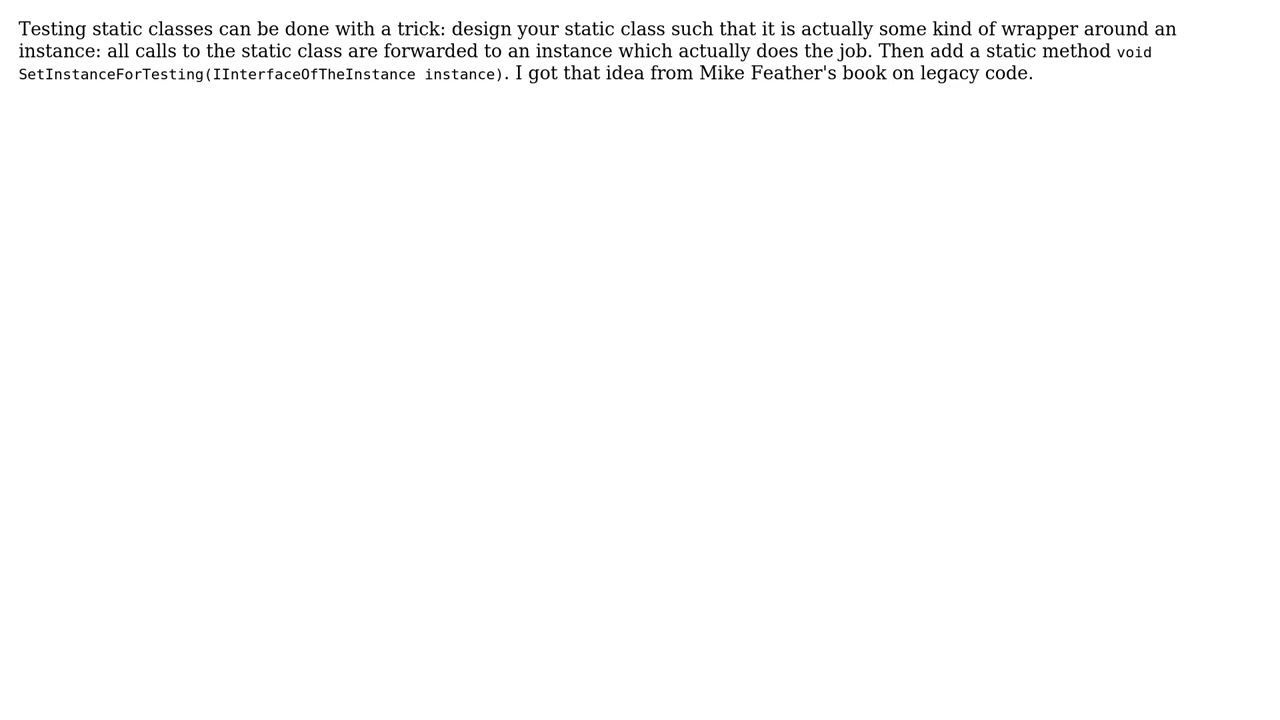 Testing static classes can be done with a trick: design your static class such that it is actually some kind of wrapper around an
instance: all calls to the static class are forwarded to an instance which actually does the job. Then add a static method void
SetInstanceForTesting(IInterfaceOfTheInstance instance). I got that idea from Mike Feather's book on legacy code.